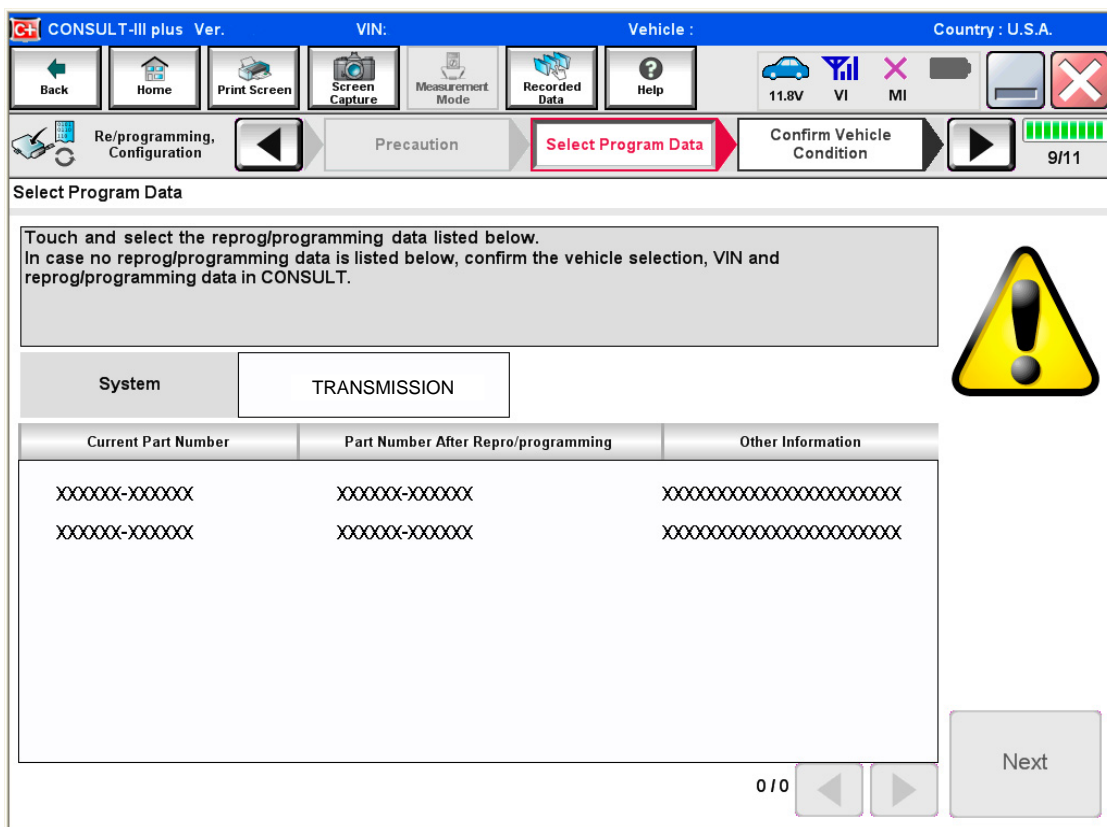 C+ CONSULT-III plus Ver. VIN: Vehicle : Country : U.S.A.
Back Home Print Screen Screen Capture Measurement Mode Recorded Data Help 11.8V VI MI
Re/programming, Configuration Precaution Select Program Data Confirm Vehicle Condition 9/11
Select Program Data
Touch and select the reprog/programming data listed below.
In case no reprog/programming data is listed below, confirm the vehicle selection, VIN and
reprog/programming data in CONSULT.
System TRANSMISSION
Current Part Number Part Number After Repro/programming Other Information
XXXXXX-XXXXXX XXXXXX-XXXXXX XXXXXXXXXXXXXXXXXXXXXX
XXXXXX-XXXXXX XXXXXX-XXXXXX XXXXXXXXXXXXXXXXXXXXXX
Next
0/0